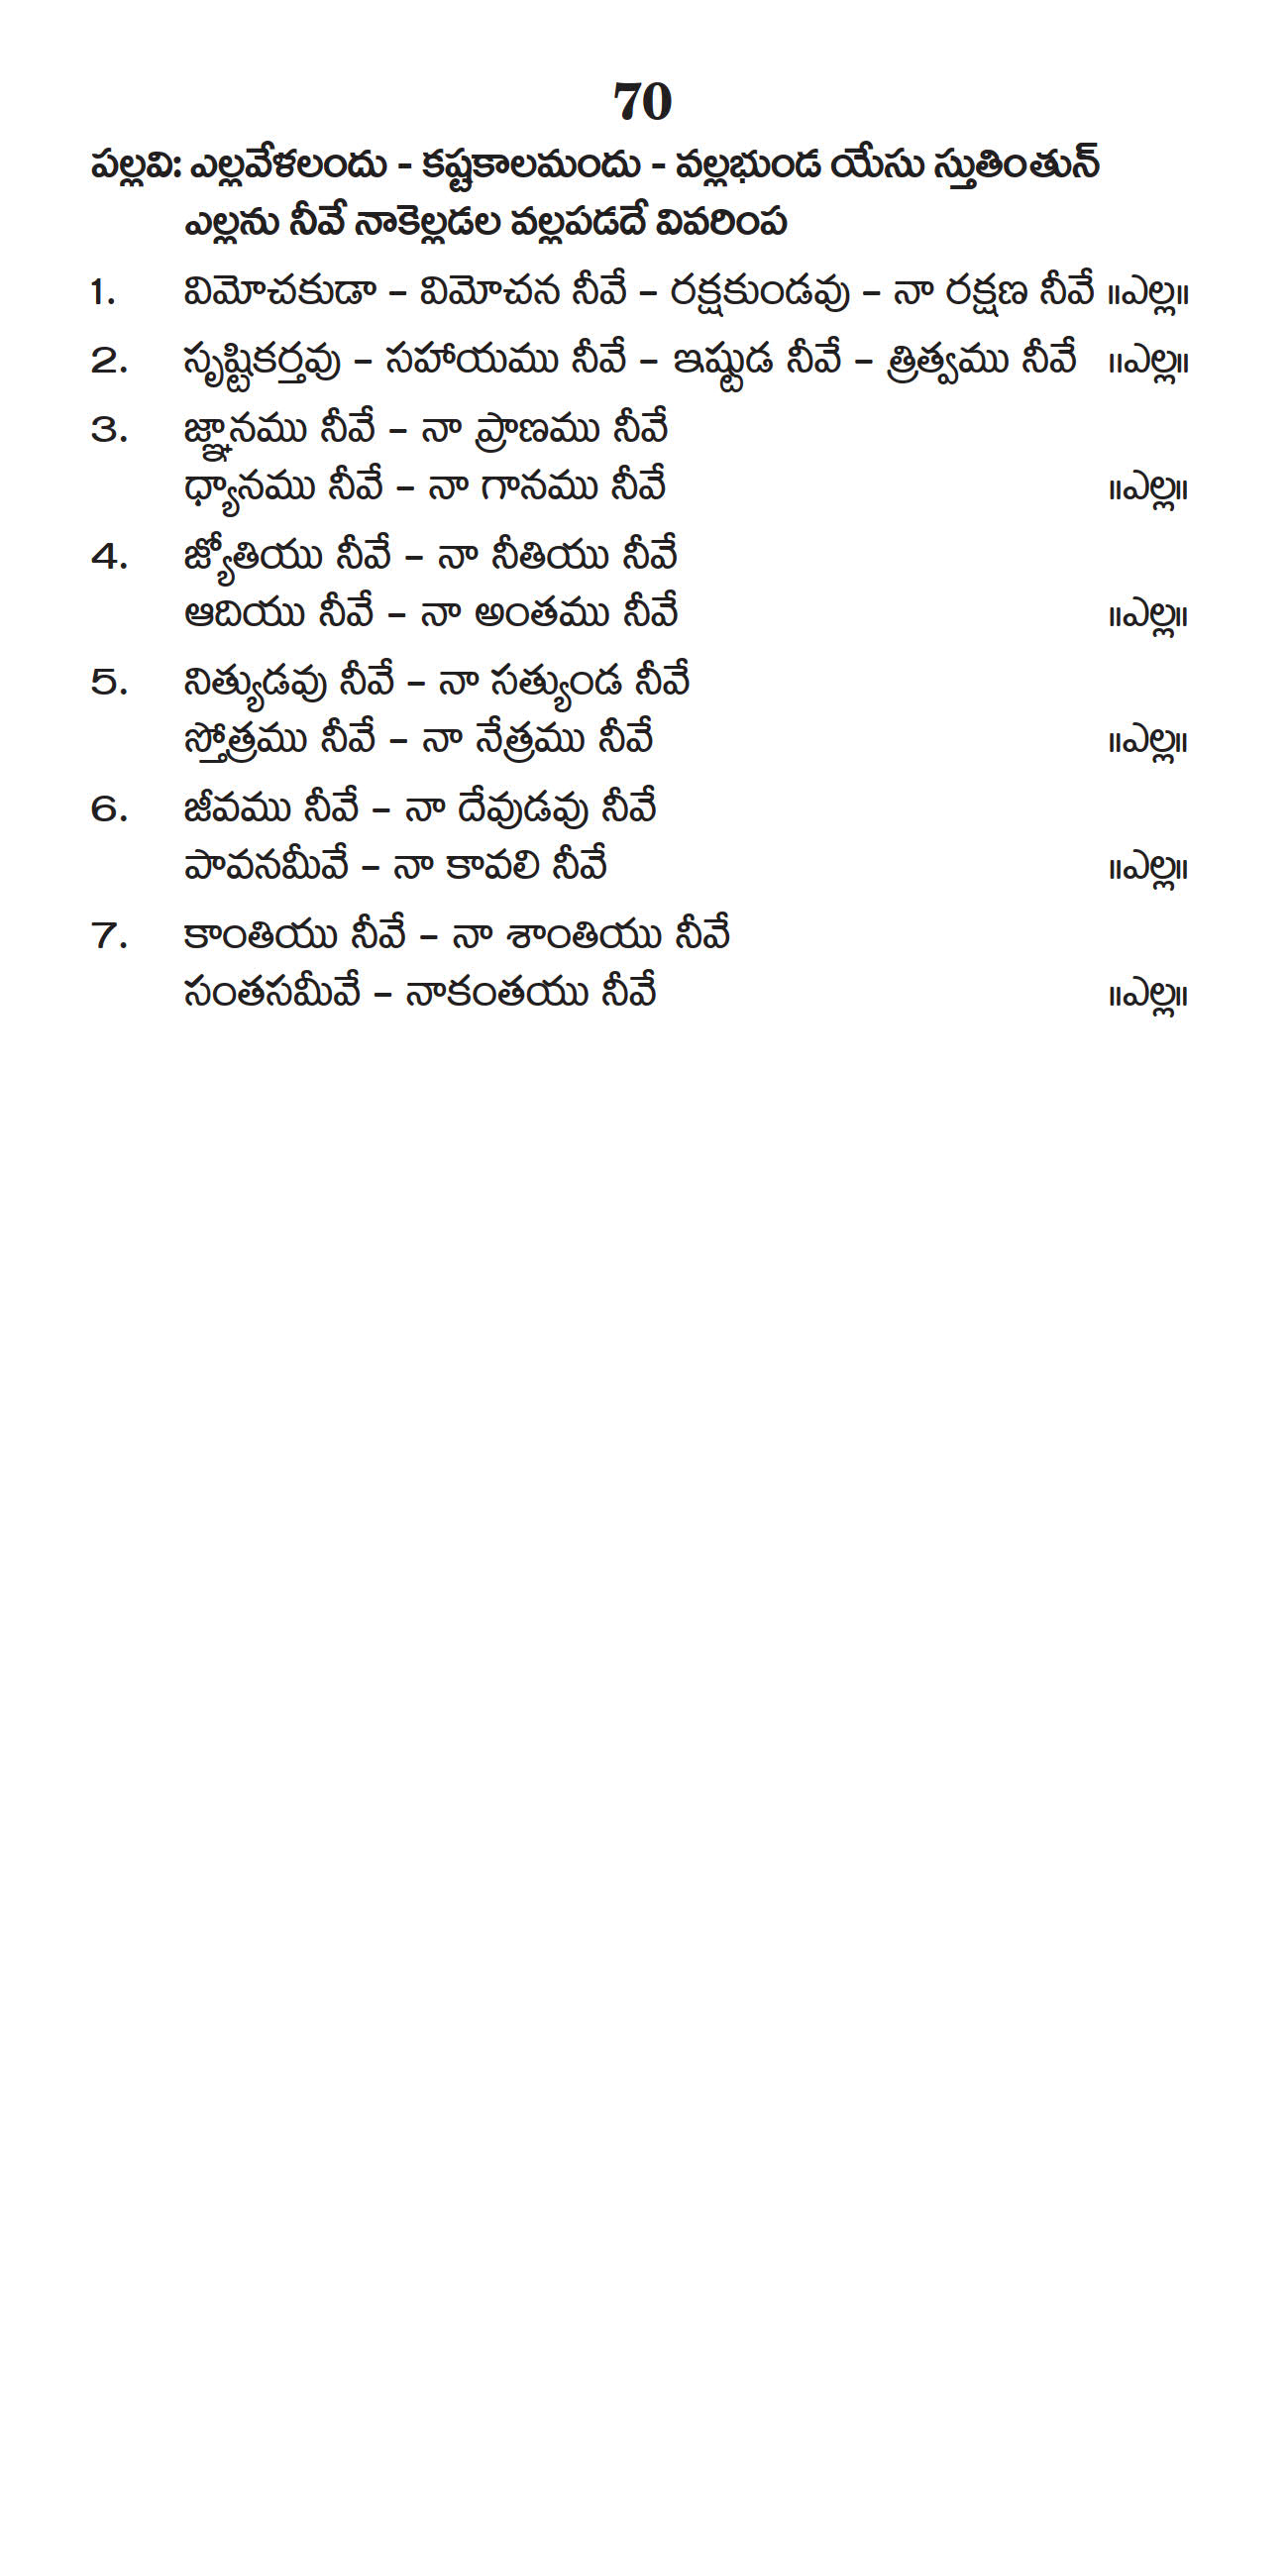 70
పల్లవి: ఎల్లవేళలందు - కష్టకాలమందు - వల్లభుండ యేసు స్తుతింతున్
ఎల్లను నీవే నాకెల్లడల వల్లపడదే వివరింప
1. విమోచకుడా – విమోచన నీవే – రక్షకుండవు – నా రక్షణ నీవే ॥ఎల్ల॥
2. సృష్టికర్తవు – సహాయము నీవే – ఇష్టుడ నీవే – త్రిత్వము నీవే ॥ఎల్ల॥
3. జ్ఞానము నీవే – నా ప్రాణము నీవే
ధ్యానము నీవే – నా గానము నీవే ॥ఎల్ల॥
4. జ్యోతియు నీవే – నా నీతియు నీవే
ఆదియు నీవే – నా అంతము నీవే ॥ఎల్ల॥
5. నిత్యుడవు నీవే – నా సత్యుండ నీవే
స్తోత్రము నీవే – నా నేత్రము నీవే ॥ఎల్ల॥
6. జీవము నీవే – నా దేవుడవు నీవే
పావనమీవే – నా కావలి నీవే ॥ఎల్ల॥
7. కాంతియు నీవే – నా శాంతియు నీవే
సంతసమీవే – నాకంతయు నీవే ॥ఎల్ల॥